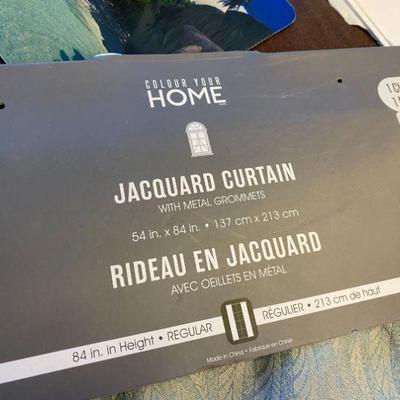 COLOUR YOUR
HOME
JACQUARD CURTAIN
WITH METAL GROMMETS
54 in. x 84 in. • 137 cm x 213 cm
RIDEAU EN JACQUARD
AVEC OEILLETS EN MÉTAL
84 in. in Height • REGULAR RÉGULIER • 213 cm de haut
Made in China • Fabriqué en Chine